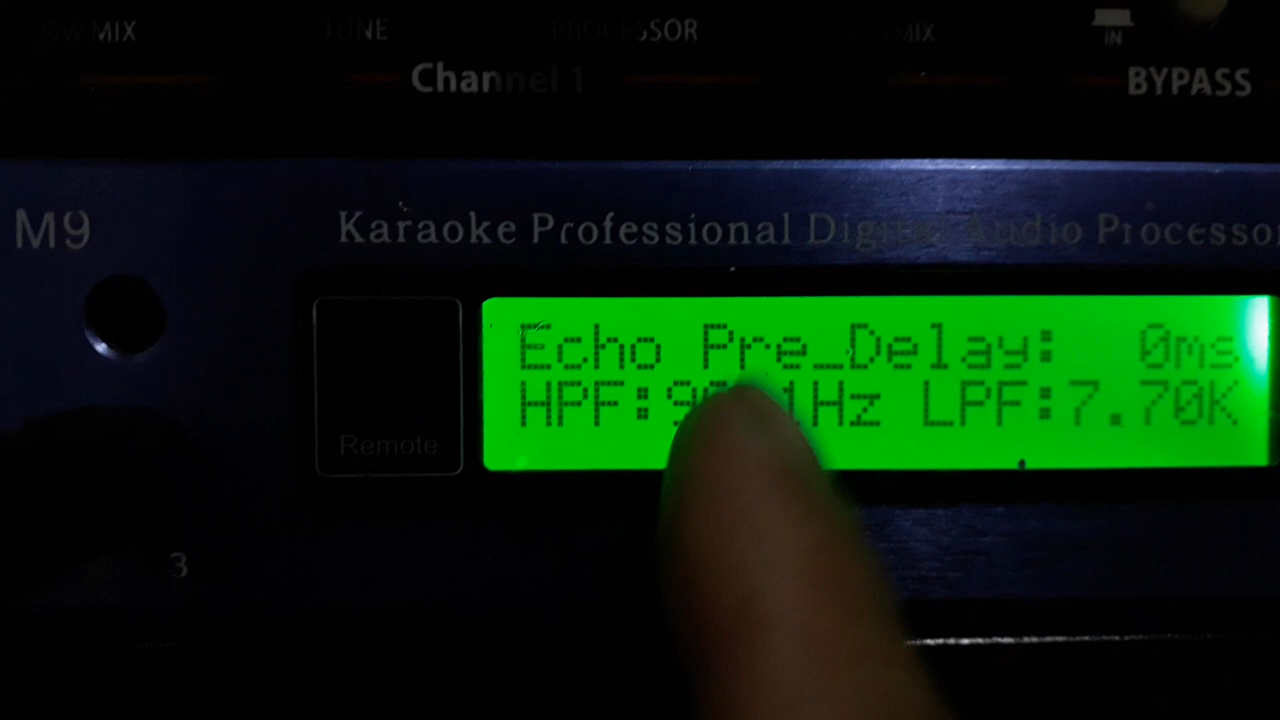 MIX
TUNE
PROCESSOR
MIX
IN
Channel 1
BYPASS
M9
Karaoke Professional Digital Audio Processo
Remote
Echo Pre_Delay: 0ms
HPF: Hz LPF:7.70K
3